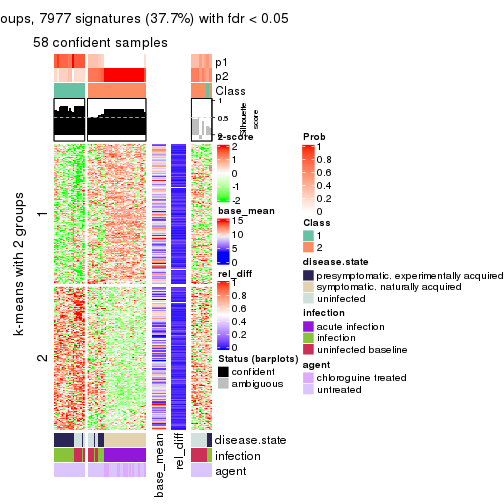 oups, 7977 signatures (37.7%) with fdr < 0.05
58 confident samples
p1
p2
Class
1
0.5
0
Silhouette
score
k-means with 2 groups
1
2
z-score
2
1
0
-1
-2
base_mean
15
10
5
0
rel_diff
1
0.8
0.6
0.4
0.2
0
Status (barplots)
confident
ambiguous
Prob
1
0.8
0.6
0.4
0.2
0
Class
1
2
disease.state
presymptomatic. experimentally acquired
symptomatic. naturally acquired
uninfected
infection
acute infection
infection
uninfected baseline
agent
chloroguine treated
untreated
disease.state
infection
agent
base_mean
rel_diff